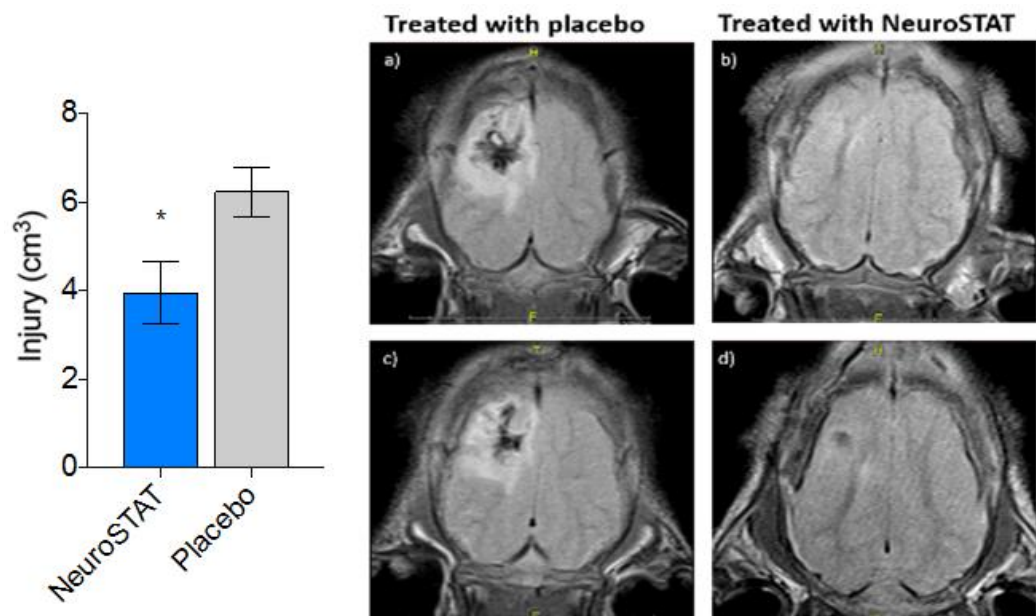 Treated with placebo
Treated with NeuroSTAT
a)
b)
c)
d)
H
F
8
6
4
2
0
Injury (cm³)
*
NeuroSTAT
Placebo